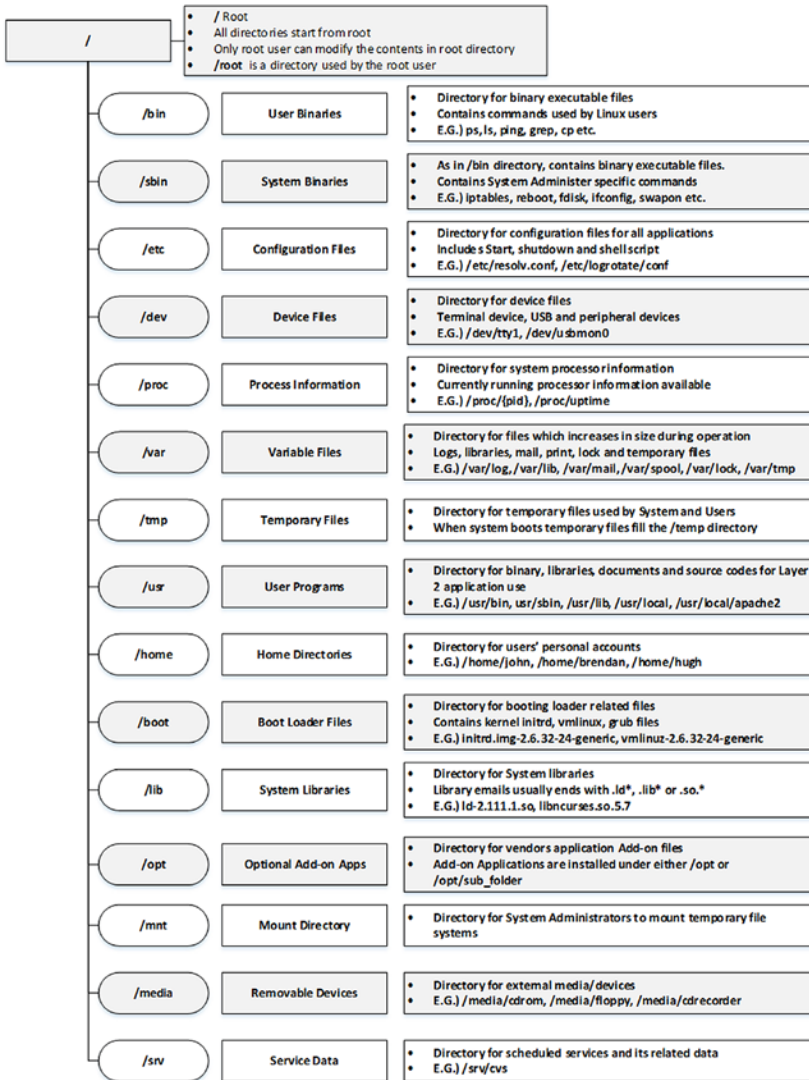 /
• / Root
• All directories start from root
• Only root user can modify the contents in root directory
• /root is a directory used by the root user
/bin
User Binaries
• Directory for binary executable files
• Contains commands used by Linux users
• E.G.) ps, ls, ping, grep, cp etc.
/sbin
System Binaries
• As in /bin directory, contains binary executable files.
• Contains System Administer specific commands
• E.G.) iptables, reboot, fdisk, ifconfig, swapon etc.
/etc
Configuration Files
• Directory for configuration files for all applications
• Includes Start, shutdown and shell script
• E.G.) /etc/resolv.conf, /etc/logrotate/conf
/dev
Device Files
• Directory for device files
• Terminal device, USB and peripheral devices
• E.G.) /dev/tty1, /dev/usbmon0
/proc
Process Information
• Directory for system processor information
• Currently running processor information available
• E.G.) /proc/{pid}, /proc/uptime
/var
Variable Files
• Directory for files which increases in size during operation
• Logs, libraries, mail, print, lock and temporary files
• E.G.) /var/log, /var/lib, /var/mail, /var/spool, /var/lock, /var/tmp
/tmp
Temporary Files
• Directory for temporary files used by System and Users
• When system boots temporary files fill the /temp directory
/usr
User Programs
• Directory for binary, libraries, documents and source codes for Layer
2 application use
• E.G.) /usr/bin, usr/sbin, /usr/lib, /usr/local, /usr/local/apache2
/home
Home Directories
• Directory for users' personal accounts
• E.G.) /home/john, /home/brendan, /home/hugh
/boot
Boot Loader Files
• Directory for booting loader related files
• Contains kernel initrd, vmlinux, grub files
• E.G.) initrd.img-2.6.32-24-generic, vmlinuz-2.6.32-24-generic
/lib
System Libraries
• Directory for System libraries
• Library emails usually ends with .ld*, .lib* or .so.*
• E.G.) ld-2.111.1.so, libncurses.so.5.7
/opt
Optional Add-on Apps
• Directory for vendors application Add-on files
• Add-on Applications are installed under either /opt or
/opt/sub_folder
/mnt
Mount Directory
• Directory for System Administrators to mount temporary file
systems
/media
Removable Devices
• Directory for external media/devices
• E.G.) /media/cdrom, /media/floppy, /media/cdrecorder
/srv
Service Data
• Directory for scheduled services and its related data
• E.G.) /srv/cvs